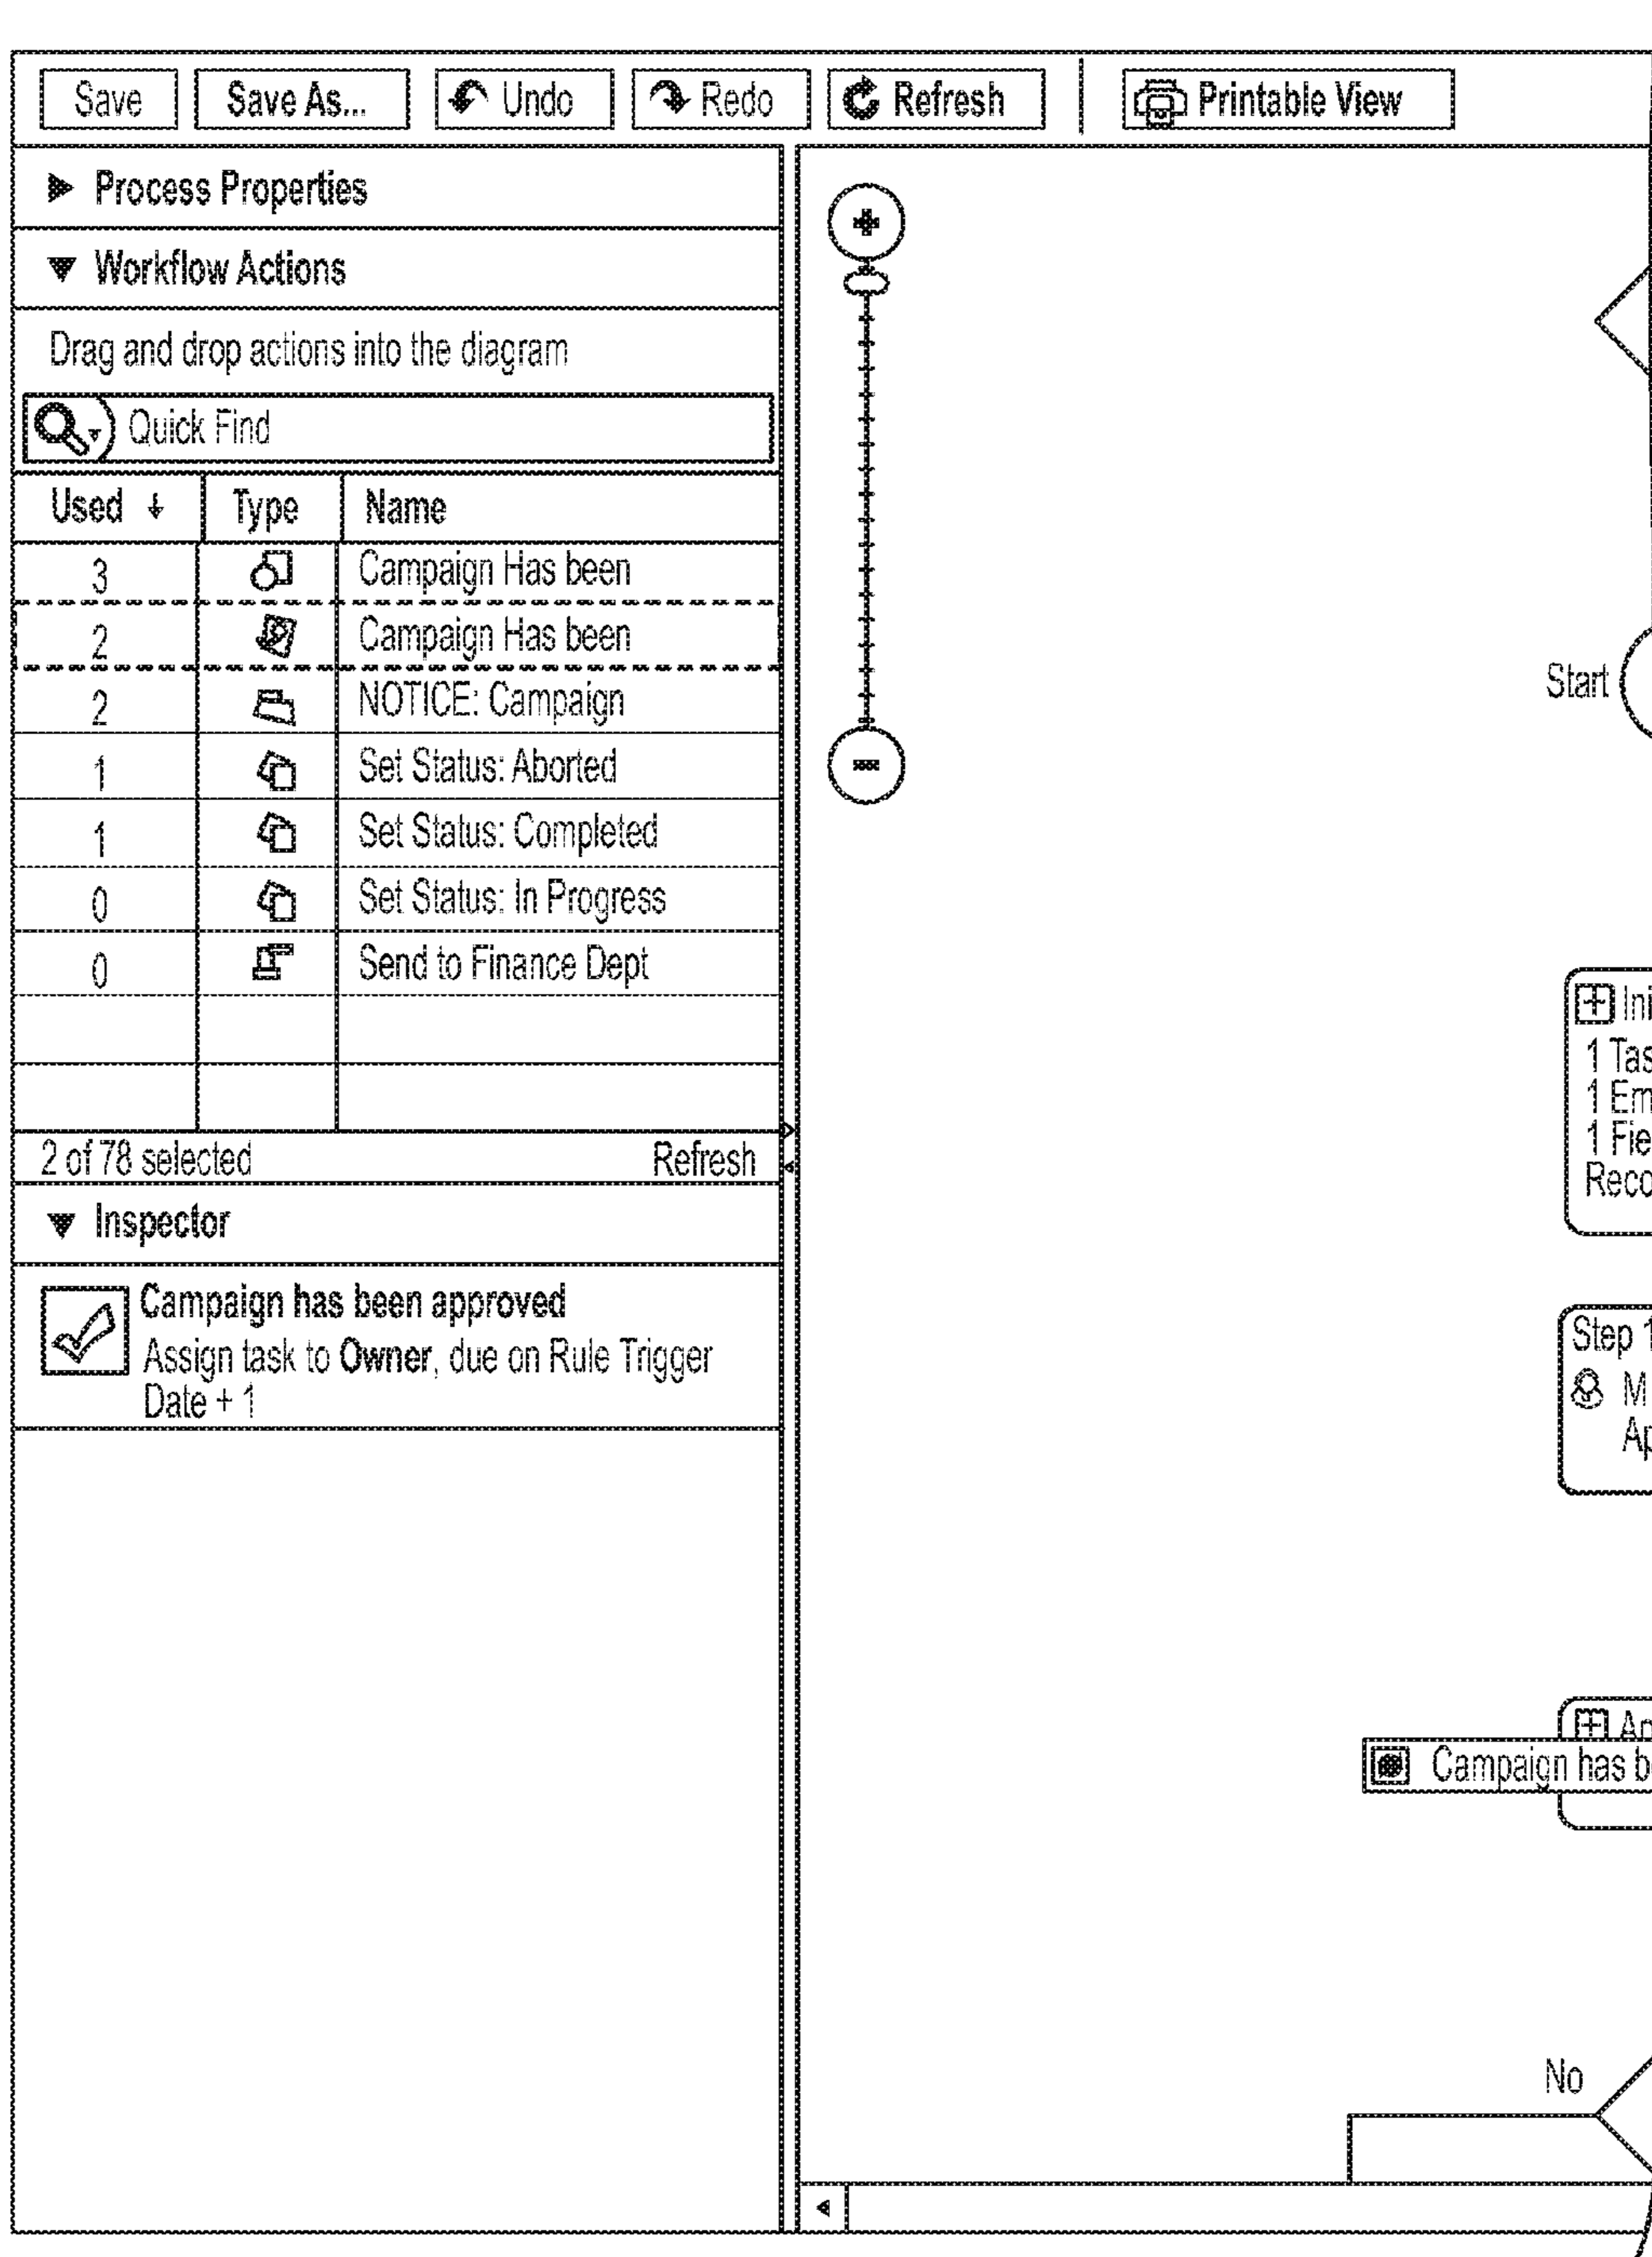 Save Save As... Undo Redo Refresh Printable View
Process Properties
Workflow Actions
Drag and drop actions into the diagram
Quick Find
Used Type Name
3 Campaign Has been
2 Campaign Has been
2 NOTICE: Campaign
1 Set Status: Aborted
1 Set Status: Completed
0 Set Status: In Progress
0 Send to Finance Dept
2 of 78 selected Refresh
Inspector
Campaign has been approved
Assign task to Owner, due on Rule Trigger
Date + 1
Start
1
1
1
Step 1
Campaign has
No